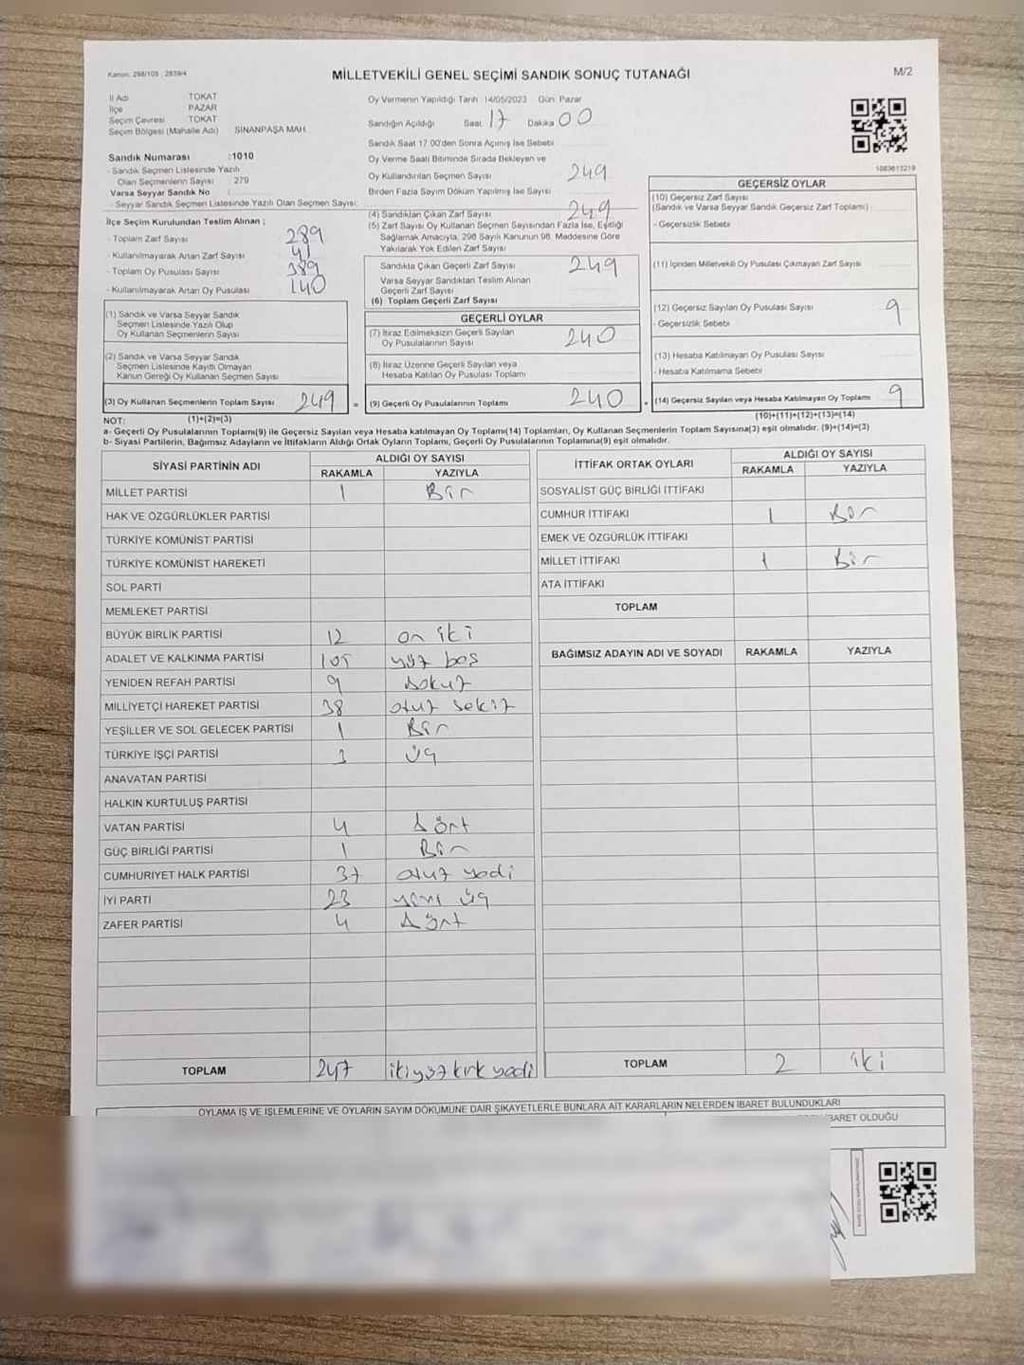 Kanun: 298/105 - 2839/4
MİLLETVEKİLİ GENEL SEÇİMİ SANDIK SONUÇ TUTANAĞI
M/2
İl Adı TOKAT
İlçe PAZAR
Seçim Çevresi TOKAT
Seçim Bölgesi (Mahalle Adı) SİNANPAŞA MAH.
Sandık Numarası :1010
- Sandık Seçmen Listesinde Yazılı
Olan Seçmenlerin Sayısı : 279
Varsa Seyyar Sandık No :
- Seyyar Sandık Seçmen Listesinde Yazılı Olan Seçmen Sayısı:
Oy Vermenin Yapıldığı Tarih 14/05/2023 Gün: Pazar
Sandığın Açıldığı Saat 17 Dakika 00
Sandık Saat 17:00'den Sonra Açılmış İse Sebebi
Oy Verme Saati Bitiminde Sırada Bekleyen ve
Oy Kullandırılan Seçmen Sayısı 249
Birden Fazla Sayım Döküm Yapılmış İse Sayısı
1083613219
İlçe Seçim Kurulundan Teslim Alınan ;
- Toplam Zarf Sayısı 289
- Kullanılmayarak Artan Zarf Sayısı 41
- Toplam Oy Pusulası Sayısı 389
- Kullanılmayarak Artan Oy Pusulası 140
(4) Sandıktan Çıkan Zarf Sayısı 249
(5) Zarf Sayısı Oy Kullanan Seçmen Sayısından Fazla İse, Eşitliği
Sağlamak Amacıyla, 298 Sayılı Kanunun 98. Maddesine Göre
Yakılarak Yok Edilen Zarf Sayısı
Sandıkta Çıkan Geçerli Zarf Sayısı 249
Varsa Seyyar Sandıktan Teslim Alınan
Geçerli Zarf Sayısı
(6) Toplam Geçerli Zarf Sayısı
GEÇERSİZ OYLAR
(10) Geçersiz Zarf Sayısı
(Sandık ve Varsa Seyyar Sandık Geçersiz Zarf Toplamı)
- Geçersizlik Sebebi
(11) İçinden Milletvekili Oy Pusulası Çıkmayan Zarf Sayısı
(12) Geçersiz Sayılan Oy Pusulası Sayısı 9
- Geçersizlik Sebebi
(13) Hesaba Katılmayan Oy Pusulası Sayısı
- Hesaba Katılmama Sebebi
(14) Geçersiz Sayılan veya Hesaba Katılmayan Oy Toplamı 9
(10)+(11)+(12)+(13)=(14)
(1) Sandık ve Varsa Seyyar Sandık
Seçmen Listesinde Yazılı Olup
Oy Kullanan Seçmenlerin Sayısı
(2) Sandık ve Varsa Seyyar Sandık
Seçmen Listesinde Kayıtlı Olmayan
Kanun Gereği Oy Kullanan Seçmen Sayısı
(3) Oy Kullanan Seçmenlerin Toplam Sayısı 249 =
(1)+(2)=(3)
GEÇERLİ OYLAR
(7) İtiraz Edilmeksizin Geçerli Sayılan
Oy Pusulalarının Sayısı 240
(8) İtiraz Üzerine Geçerli Sayılan veya
Hesaba Katılan Oy Pusulası Toplamı
(9) Geçerli Oy Pusulalarının Toplamı 240
NOT:
a- Geçerli Oy Pusulalarının Toplamı(9) ile Geçersiz Sayılan veya Hesaba katılmayan Oy Toplamı(14) Toplamları, Oy Kullanan Seçmenlerin Toplam Sayısına(3) eşit olmalıdır. (9)+(14)=(3)
b- Siyasi Partilerin, Bağımsız Adayların ve İttifakların Aldığı Ortak Oyların Toplamı, Geçerli Oy Pusulalarının Toplamına(9) eşit olmalıdır.
SİYASİ PARTİNİN ADI ALDIĞI OY SAYISI
RAKAMLA YAZIYLA
MİLLET PARTİSİ 1 Bir
HAK VE ÖZGÜRLÜKLER PARTİSİ
TÜRKİYE KOMÜNİST PARTİSİ
TÜRKİYE KOMÜNİST HAREKETİ
SOL PARTİ
MEMLEKET PARTİSİ
BÜYÜK BİRLİK PARTİSİ 12 on iki
ADALET VE KALKINMA PARTİSİ 105 yüz beş
YENİDEN REFAH PARTİSİ 9 dokuz
MİLLİYETÇİ HAREKET PARTİSİ 38 otuz sekiz
YEŞİLLER VE SOL GELECEK PARTİSİ 1 Bir
TÜRKİYE İŞÇİ PARTİSİ 3 üç
ANAVATAN PARTİSİ
HALKIN KURTULUŞ PARTİSİ
VATAN PARTİSİ 4 dört
GÜÇ BİRLİĞİ PARTİSİ 1 Bir
CUMHURİYET HALK PARTİSİ 37 otuz yedi
İYİ PARTİ 23 yirmi üç
ZAFER PARTİSİ 4 dört
TOPLAM 247 ikiyüz kırk yedi
İTTİFAK ORTAK OYLARI ALDIĞI OY SAYISI
RAKAMLA YAZIYLA
SOSYALİST GÜÇ BİRLİĞİ İTTİFAKI
CUMHUR İTTİFAKI 1 Bir
EMEK VE ÖZGÜRLÜK İTTİFAKI
MİLLET İTTİFAKI 1 Bir
ATA İTTİFAKI
TOPLAM
BAĞIMSIZ ADAYIN ADI VE SOYADI RAKAMLA YAZIYLA
TOPLAM 2 iki
OYLAMA İŞ VE İŞLEMLERİNE VE OYLARIN SAYIM DÖKÜMÜNE DAİR ŞİKAYETLERLE BUNLARA AİT KARARLARIN NELERDEN İBARET BULUNDUKLARI
İBARET OLDUĞU